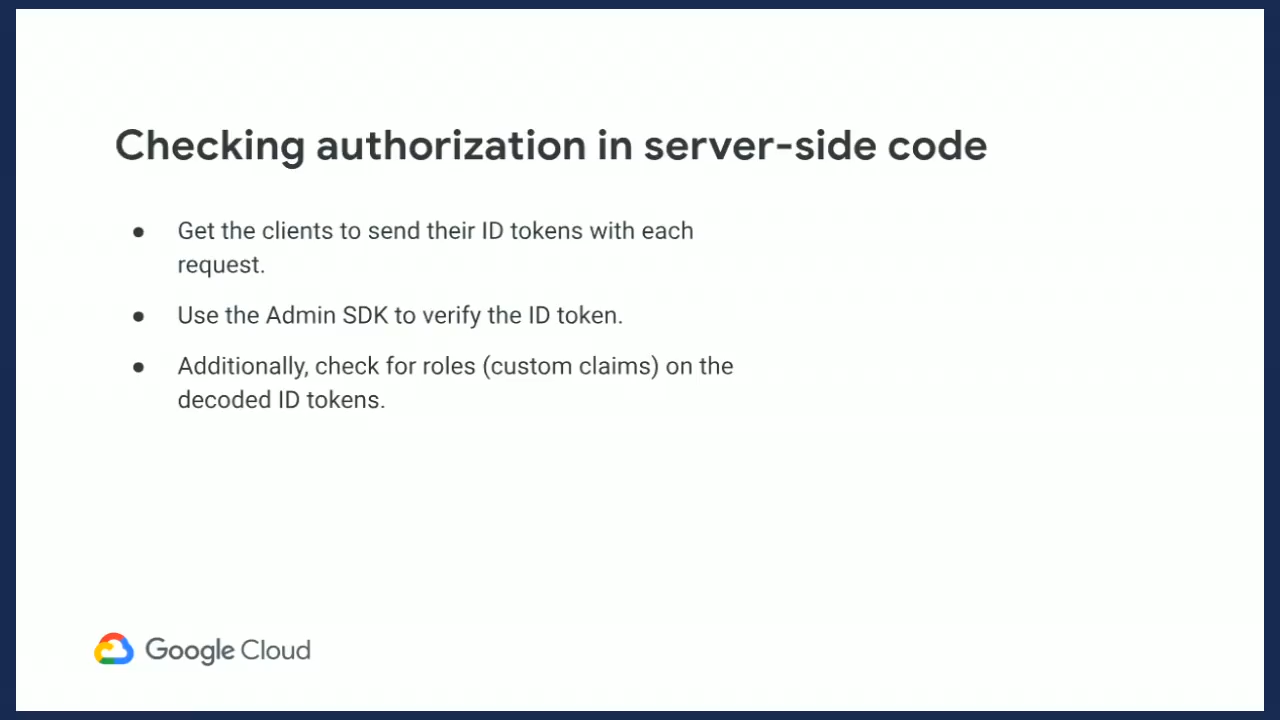 Checking authorization in server-side code
● Get the clients to send their ID tokens with each
request.
● Use the Admin SDK to verify the ID token.
● Additionally, check for roles (custom claims) on the
decoded ID tokens.
Google Cloud